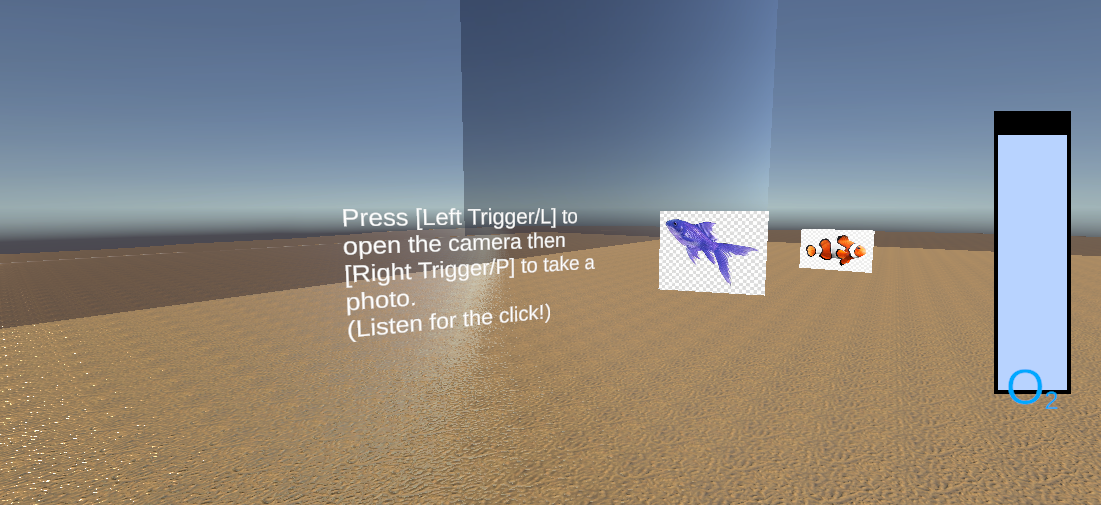 Press [Left Trigger/L] to
open the camera then
[Right Trigger/P] to take a
photo.
(Listen for the click!)
O₂